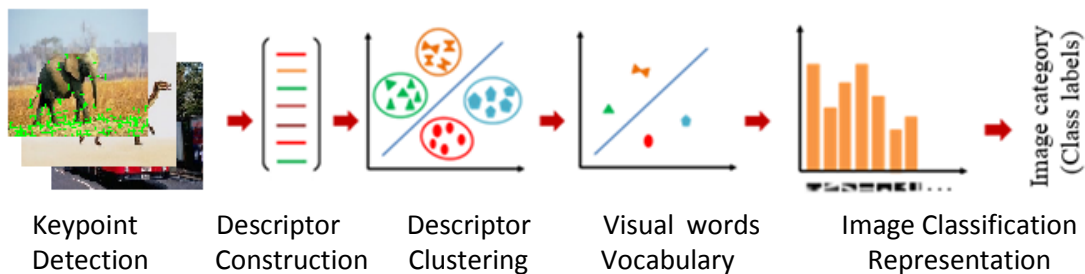 Image category
(Class labels)
Keypoint
Detection
Descriptor
Construction
Descriptor
Clustering
Visual words
Vocabulary
Image Classification
Representation